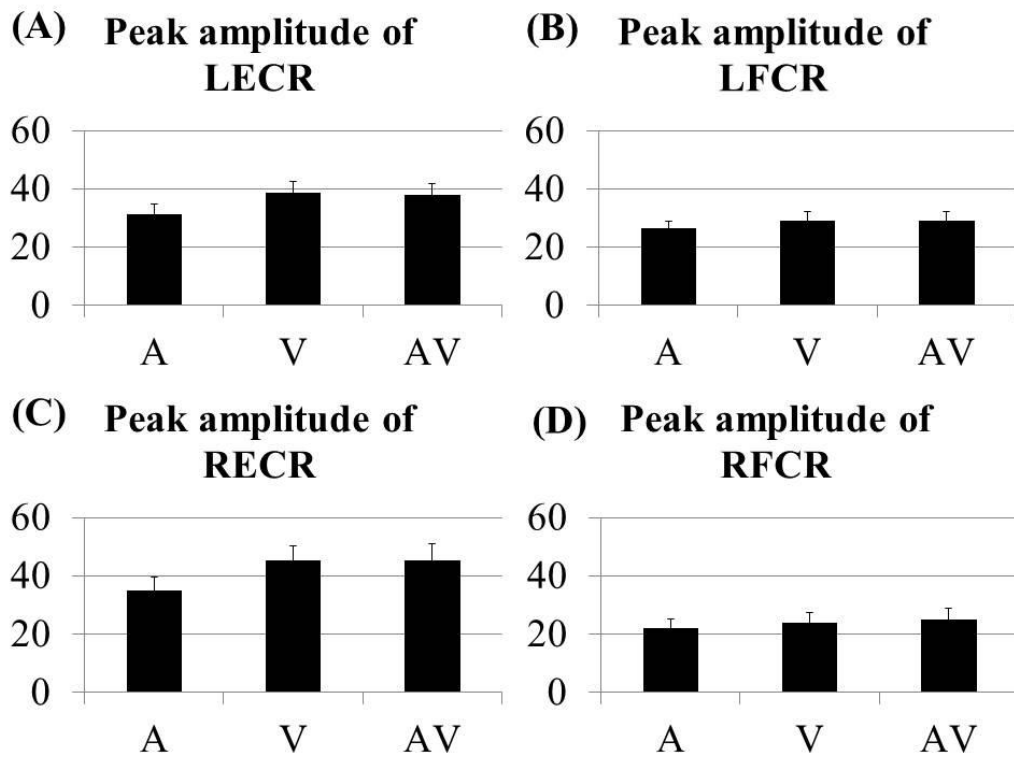 (A) Peak amplitude of
LECR
60
40
20
0
A V AV
(B) Peak amplitude of
LFCR
60
40
20
0
A V AV
(C) Peak amplitude of
RECR
60
40
20
0
A V AV
(D) Peak amplitude of
RFCR
60
40
20
0
A V AV